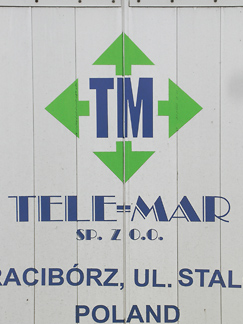 TM
TELE-MAR
SP. Z O.O.
RACIBÓRZ, UL. STAL
POLAND